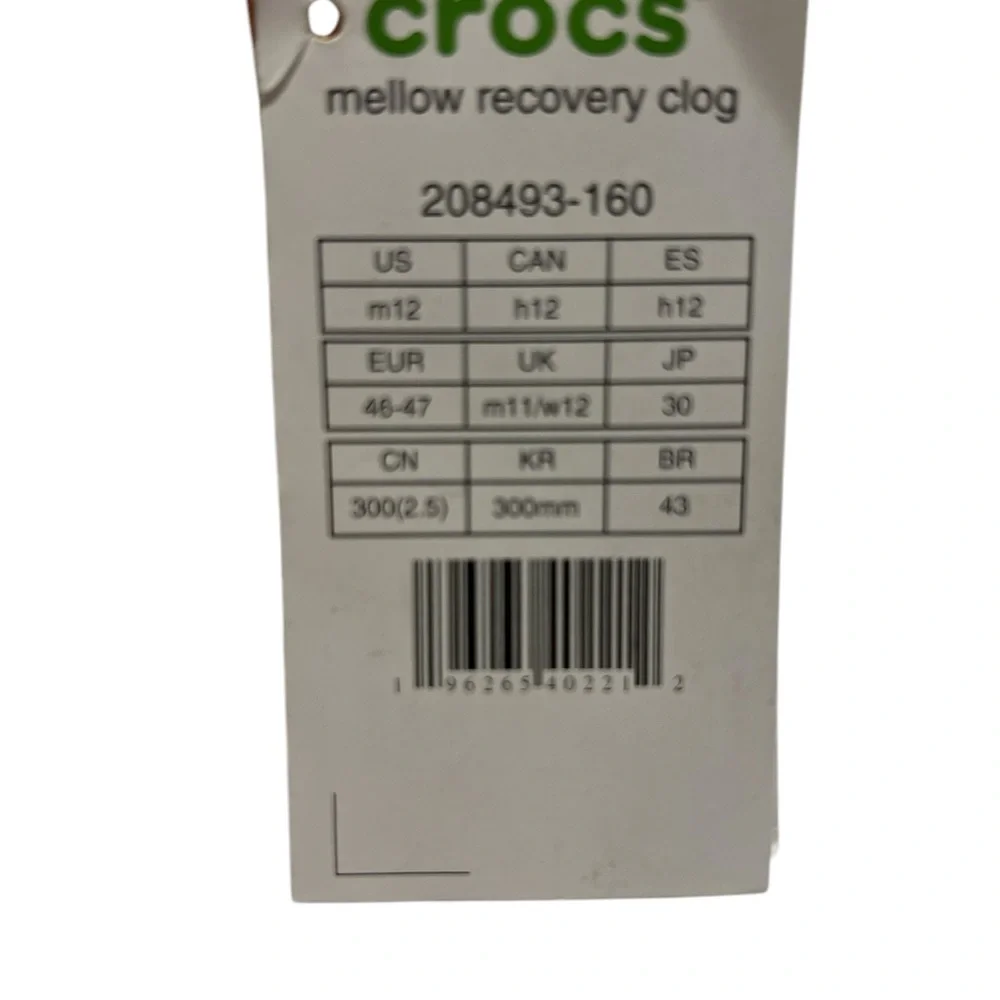 crocs
mellow recovery clog
208493-160
US CAN ES
m12 h12 h12
EUR UK JP
46-47 m11/w12 30
CN KR BR
300(2.5) 300mm 43
1 96265 40221 2